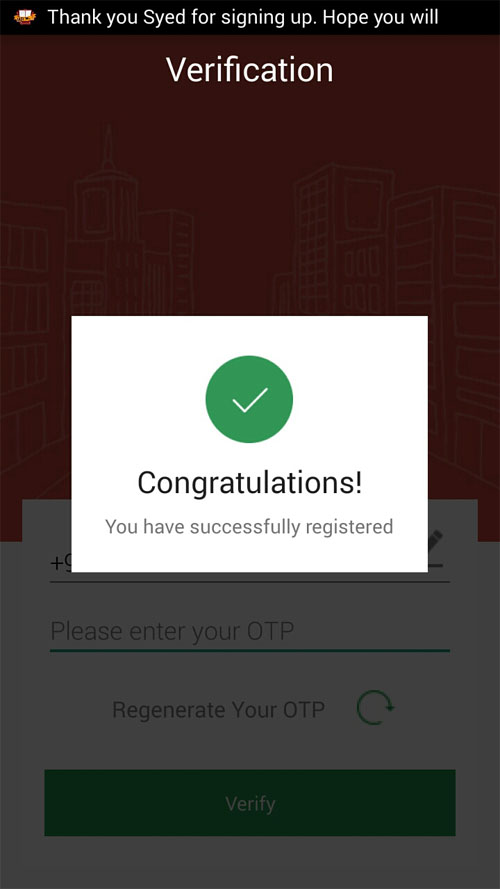 Thank you Syed for signing up. Hope you will
Verification
Congratulations!
You have successfully registered
+9
Please enter your OTP
Regenerate Your OTP
Verify